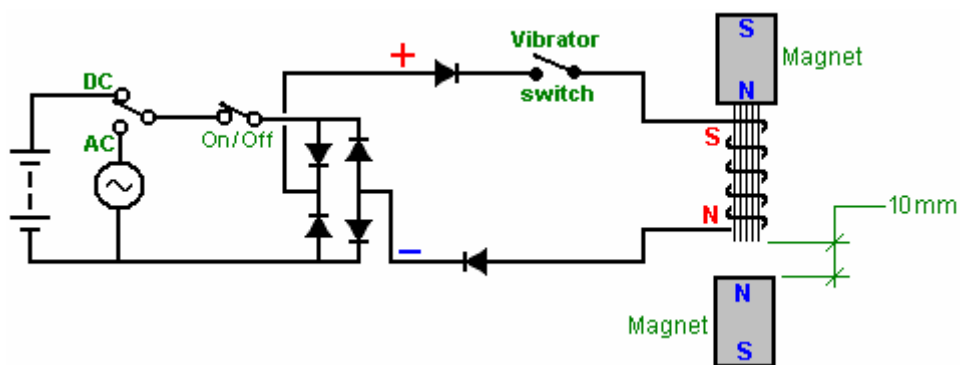 S
Magnet
N
+
Vibrator
switch
DC
AC
On/Off
S
N
10mm
−
N
Magnet
S